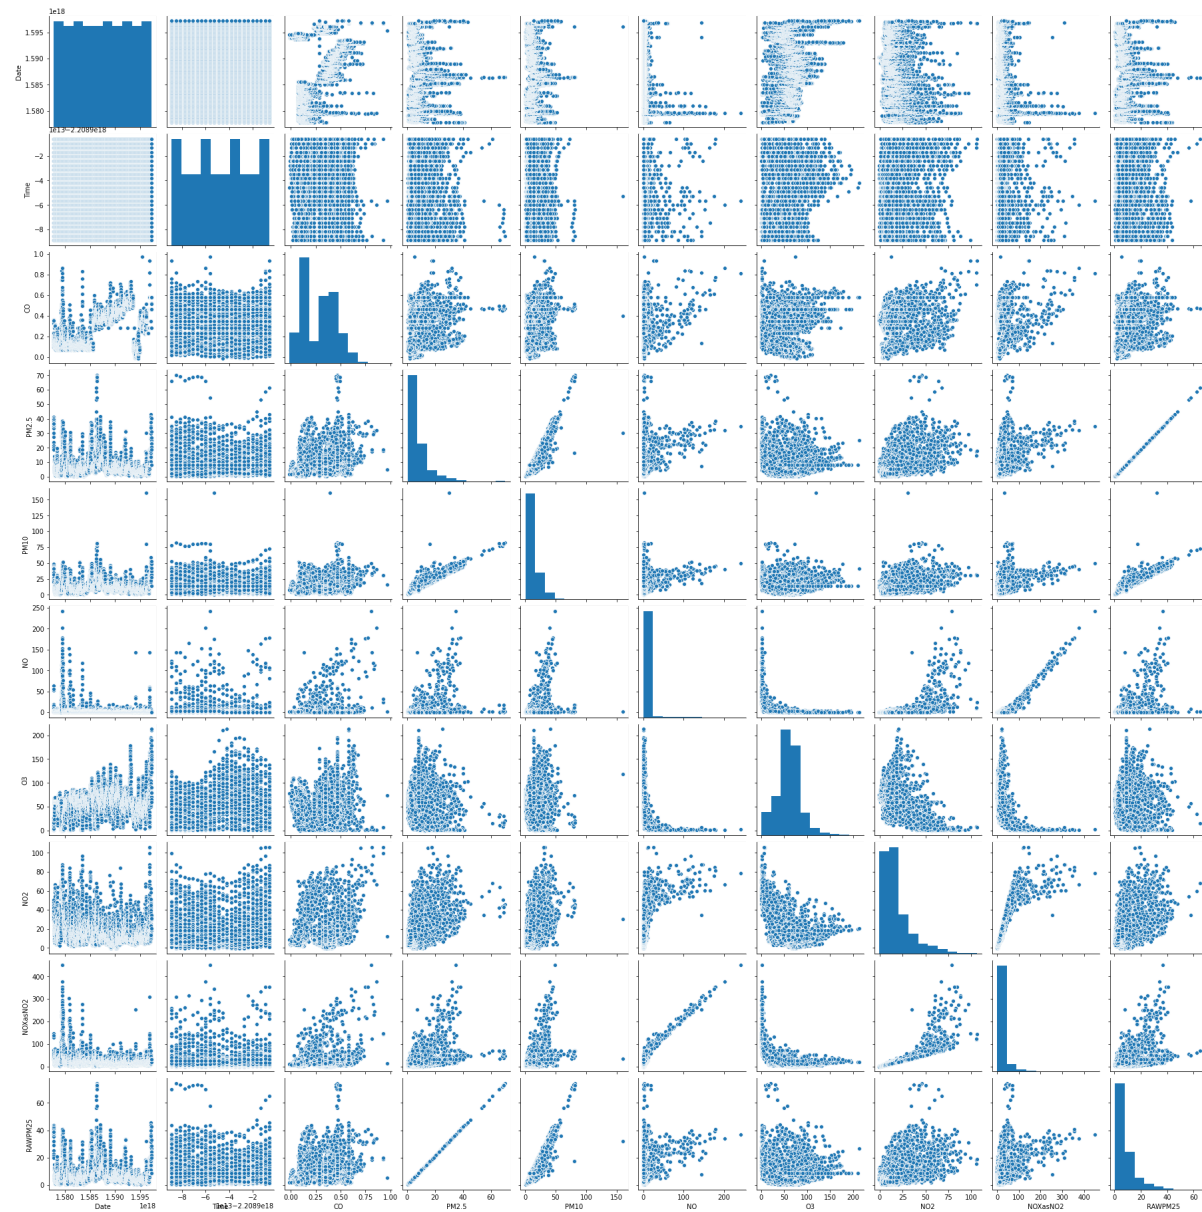 1e18
1.595
1.590
1.585
1.580
Date
1e13−2.2089e18
−2
−4
−6
−8
Time
1.0
0.8
0.6
0.4
0.2
0.0
CO
70
60
50
40
30
20
10
0
PM2.5
150
125
100
75
50
25
0
PM10
250
200
150
100
50
0
NO
200
150
100
50
0
O3
100
80
60
40
20
0
NO2
400
300
200
100
0
NOXasNO2
60
40
20
0
RAWPM25
1.580 1.585 1.590 1.595
1e18
Date
−8 −6 −4 −2
1e13−2.2089e18
Time
0.00 0.25 0.50 0.75 1.00
CO
0 20 40 60
PM2.5
0 50 100 150
PM10
0 100 200
NO
0 50 100 150 200
O3
0 25 50 75 100
NO2
0 100 200 300 400
NOXasNO2
0 20 40 60
RAWPM25